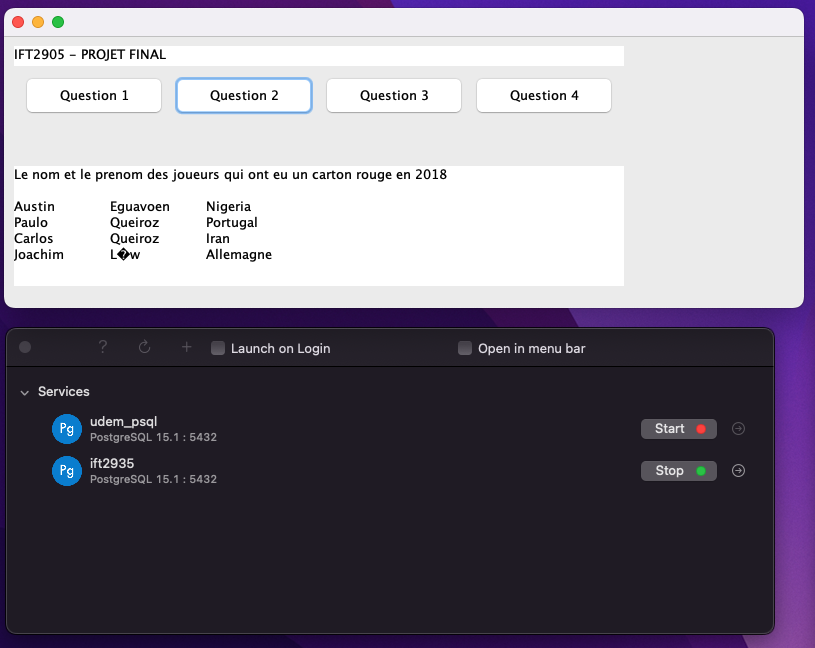 IFT2905 – PROJET FINAL
Question 1 Question 2 Question 3 Question 4
Le nom et le prenom des joueurs qui ont eu un carton rouge en 2018
Austin Eguavoen Nigeria
Paulo Queiroz Portugal
Carlos Queiroz Iran
Joachim L�w Allemagne
? + Launch on Login Open in menu bar
Services
Pg udem_psql Start
PostgreSQL 15.1 : 5432
Pg ift2935 Stop
PostgreSQL 15.1 : 5432